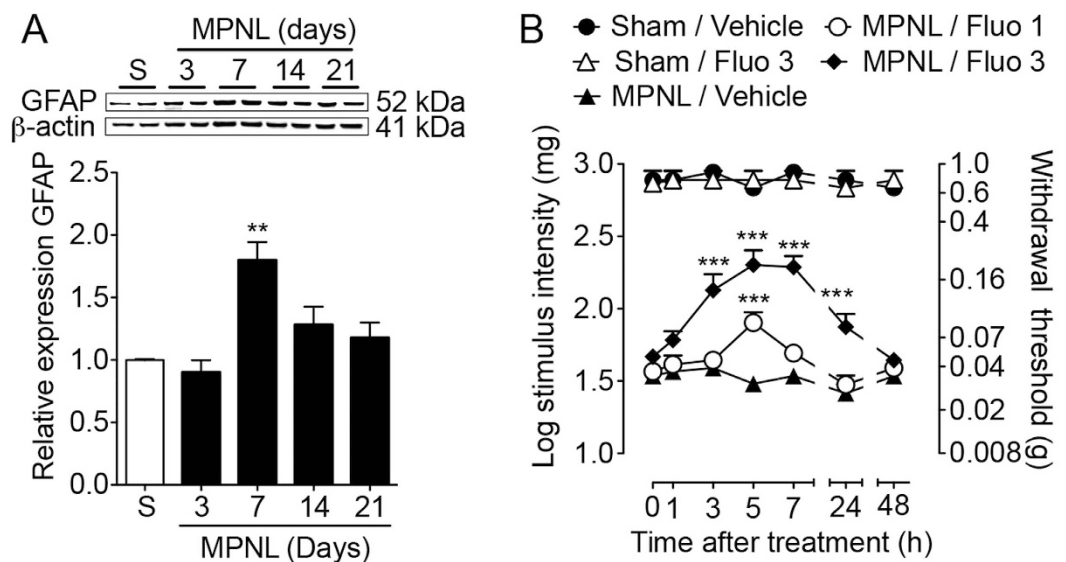 A
MPNL (days)
S 3 7 14 21
GFAP 52 kDa
β-actin 41 kDa
Relative expression GFAP
2.5
2.0
1.5
1.0
0.5
0.0
**
S 3 7 14 21
MPNL (Days)
B
Sham / Vehicle
MPNL / Fluo 1
Sham / Fluo 3
MPNL / Fluo 3
MPNL / Vehicle
Log stimulus intensity (mg)
3.0
2.5
2.0
1.5
1.0
***
***
***
***
***
1.0
0.6
0.4
0.16
0.07
0.04
0.02
0.008
Withdrawal threshold (g)
0 1 3 5 7 24 48
Time after treatment (h)